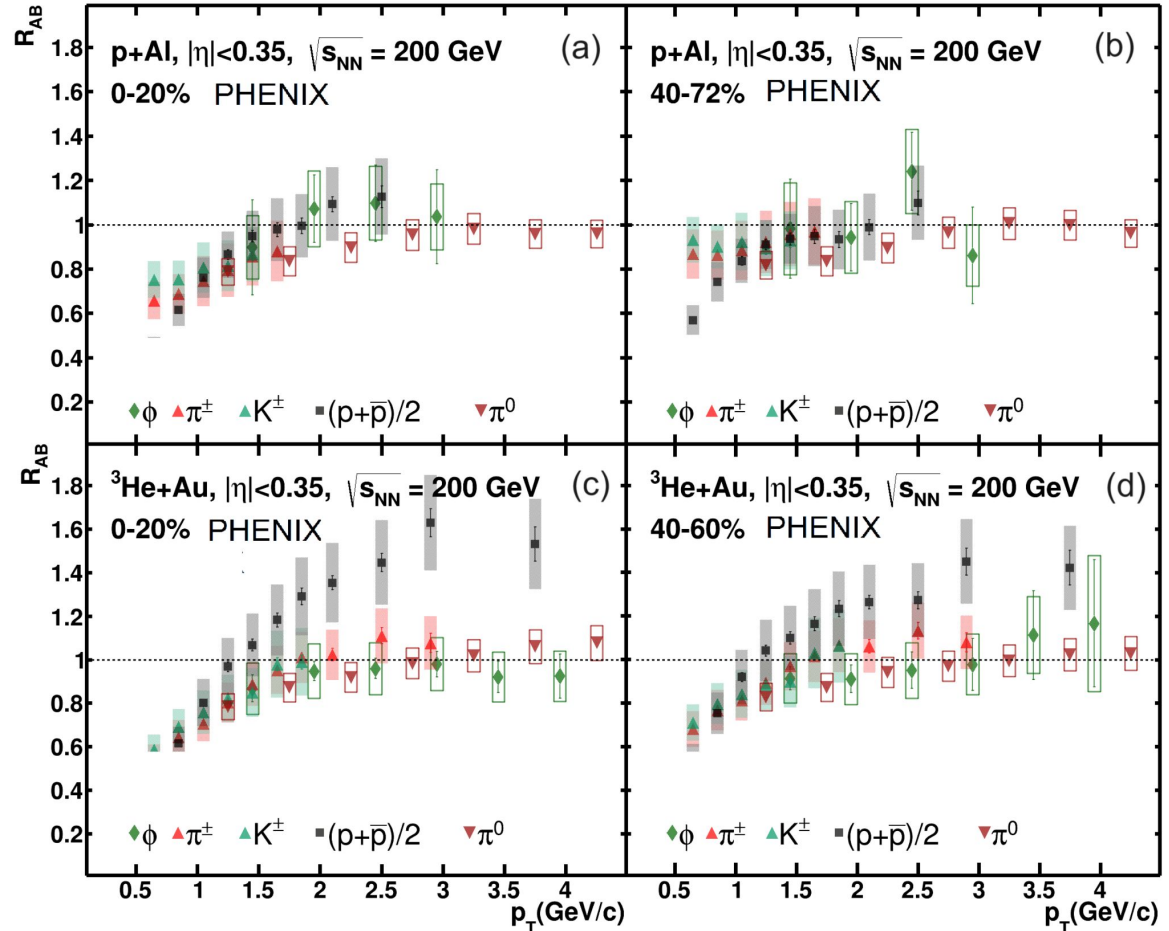 R_AB
1.8
1.6
1.4
1.2
1
0.8
0.6
0.4
0.2
p+Al, |η|<0.35, √s_NN = 200 GeV (a)
0-20% PHENIX
ϕ π± K± (p+p̅)/2 π⁰
p+Al, |η|<0.35, √s_NN = 200 GeV (b)
40-72% PHENIX
ϕ π± K± (p+p̅)/2 π⁰
R_AB
1.8
1.6
1.4
1.2
1
0.8
0.6
0.4
0.2
³He+Au, |η|<0.35, √s_NN = 200 GeV (c)
0-20% PHENIX
ϕ π± K± (p+p̅)/2 π⁰
0.5 1 1.5 2 2.5 3 3.5 4
p_T(GeV/c)
³He+Au, |η|<0.35, √s_NN = 200 GeV (d)
40-60% PHENIX
ϕ π± K± (p+p̅)/2 π⁰
0.5 1 1.5 2 2.5 3 3.5 4
p_T(GeV/c)